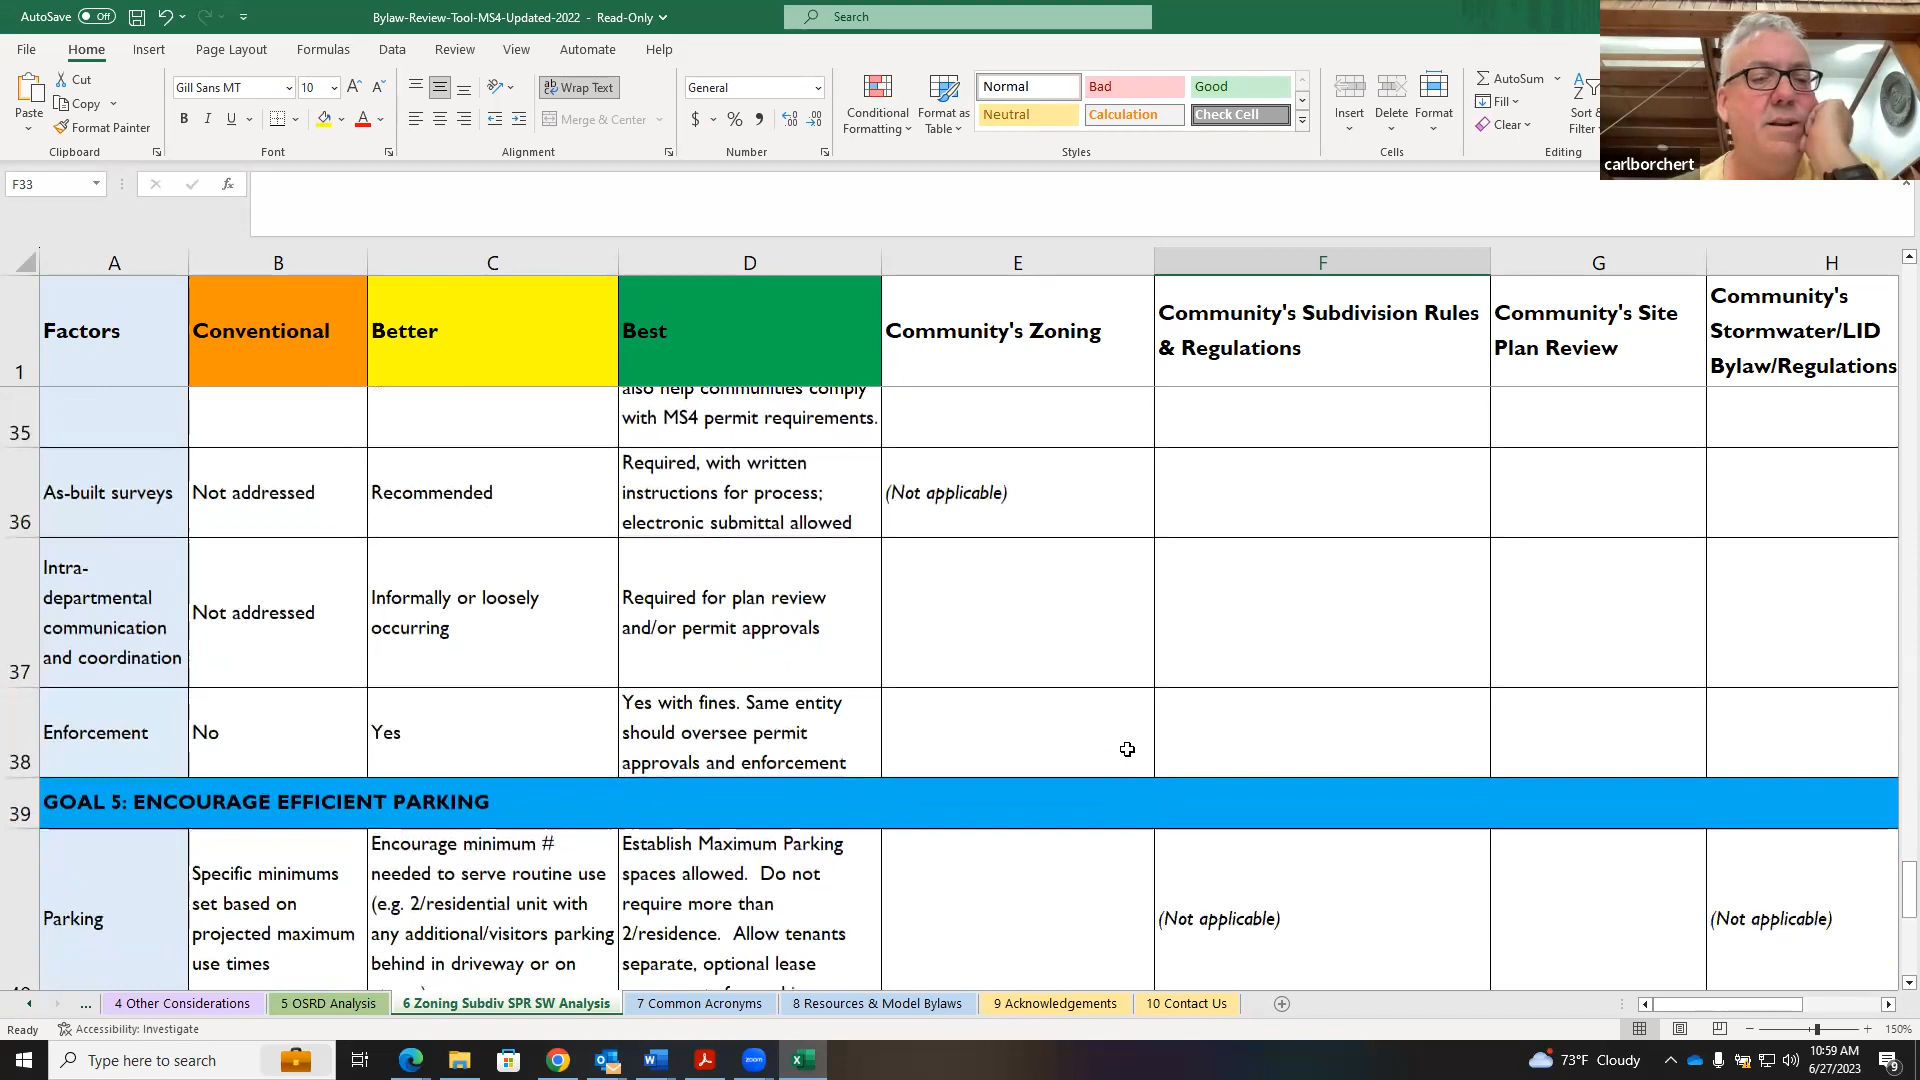 AutoSave Off Bylaw-Review-Tool-MS4-Updated-2022 - Read-Only Search
File Home Insert Page Layout Formulas Data Review View Automate Help
Paste Cut Copy Format Painter
Clipboard
Gill Sans MT 10
B I U A
Font
Wrap Text
Merge & Center
Alignment
General
$ %
Number
Conditional Formatting
Format as Table
Normal Bad Good
Neutral Calculation Check Cell
Styles
Insert Delete Format
Cells
AutoSum
Fill
Clear
Sort &
Filter
Editing
carlborchert
F33 fx
A B C D E F G H
1
Factors
Conventional
Better
Best
Community's Zoning
Community's Subdivision Rules
& Regulations
Community's Site
Plan Review
Community's
Stormwater/LID
Bylaw/Regulations
35
also help communities comply
with MS4 permit requirements.
36
As-built surveys
Not addressed
Recommended
Required, with written
instructions for process;
electronic submittal allowed
(Not applicable)
37
Intra-
departmental
communication
and coordination
Not addressed
Informally or loosely
occurring
Required for plan review
and/or permit approvals
38
Enforcement
No
Yes
Yes with fines. Same entity
should oversee permit
approvals and enforcement
39
GOAL 5: ENCOURAGE EFFICIENT PARKING
Parking
Specific minimums
set based on
projected maximum
use times
Encourage minimum #
needed to serve routine use
(e.g. 2/residential unit with
any additional/visitors parking
behind in driveway or on
Establish Maximum Parking
spaces allowed. Do not
require more than
2/residence. Allow tenants
separate, optional lease
(Not applicable)
(Not applicable)
... 4 Other Considerations 5 OSRD Analysis 6 Zoning Subdiv SPR SW Analysis 7 Common Acronyms 8 Resources & Model Bylaws 9 Acknowledgements 10 Contact Us
Ready Accessibility: Investigate 150%
Type here to search
zoom
73°F Cloudy
10:59 AM
6/27/2023
9